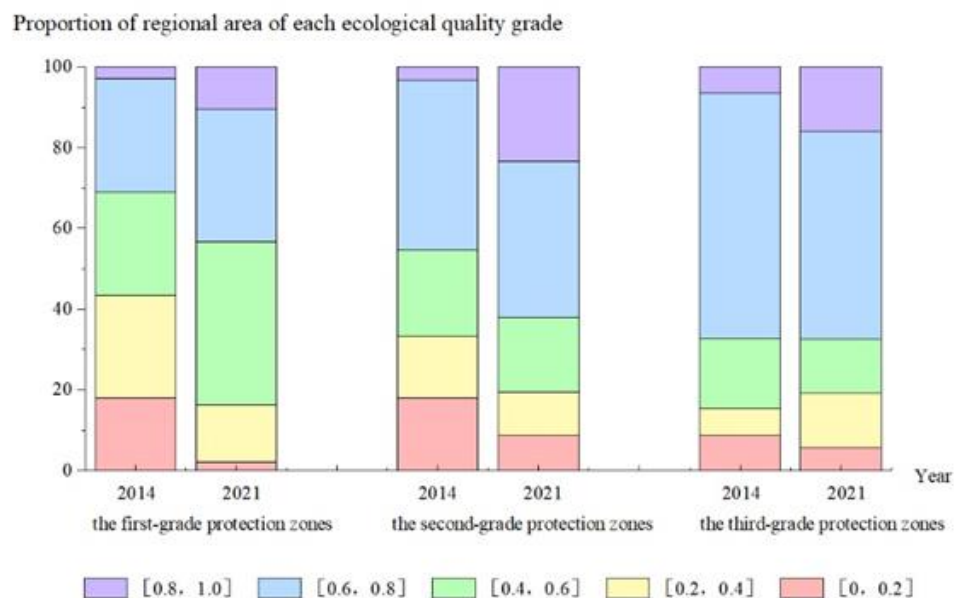 Proportion of regional area of each ecological quality grade
100
80
60
40
20
0
2014 2021 2014 2021 2014 2021 Year
the first-grade protection zones the second-grade protection zones the third-grade protection zones
[0.8, 1.0] [0.6, 0.8] [0.4, 0.6] [0.2, 0.4] [0, 0.2]